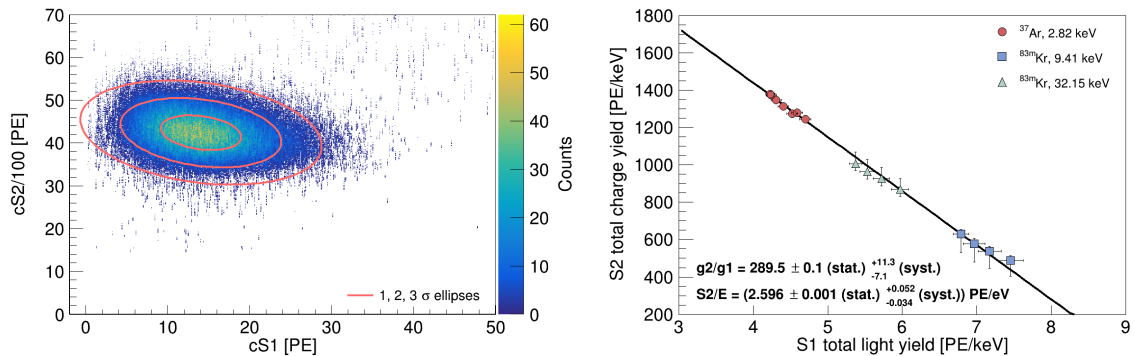 70
60
50
40
30
20
10
0
cS2/100 [PE]
0 10 20 30 40 50
cS1 [PE]
1, 2, 3 σ ellipses
60
50
40
30
20
10
0
Counts
1800
1600
1400
1200
1000
800
600
400
200
S2 total charge yield [PE/keV]
³⁷Ar, 2.82 keV
⁸³ᵐKr, 9.41 keV
⁸³ᵐKr, 32.15 keV
g2/g1 = 289.5 ± 0.1 (stat.) +11.3 -7.1 (syst.)
S2/E = (2.596 ± 0.001 (stat.) +0.052 -0.034 (syst.)) PE/eV
3 4 5 6 7 8 9
S1 total light yield [PE/keV]